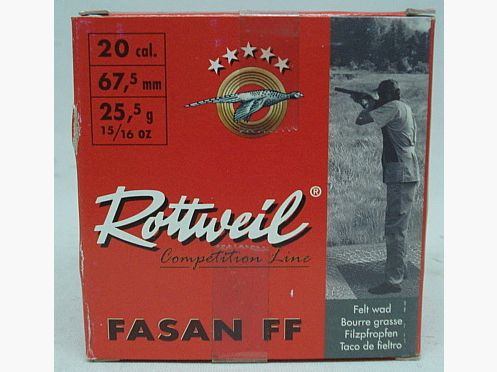 20 cal.
67,5 mm
25,5 g
15/16 oz
Rottweil®
Competition Line
FASAN FF
Felt wad
Bourre grasse
Filzpfropfen
Taco de fieltro